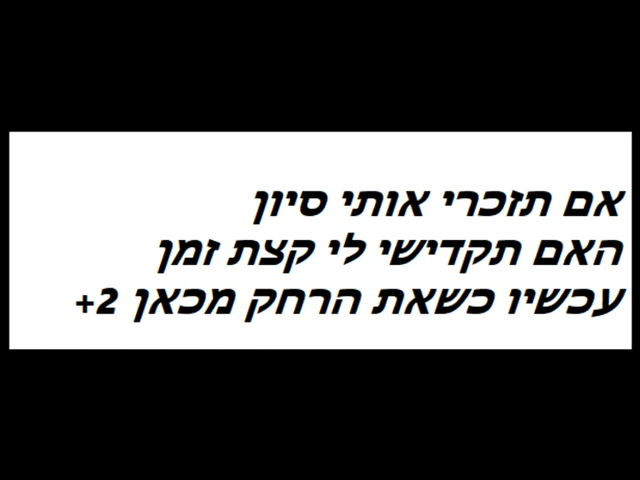 אם תזכרי אותי סיון
האם תקדישי לי קצת זמן
עכשיו כשאת הרחק מכאן 2+